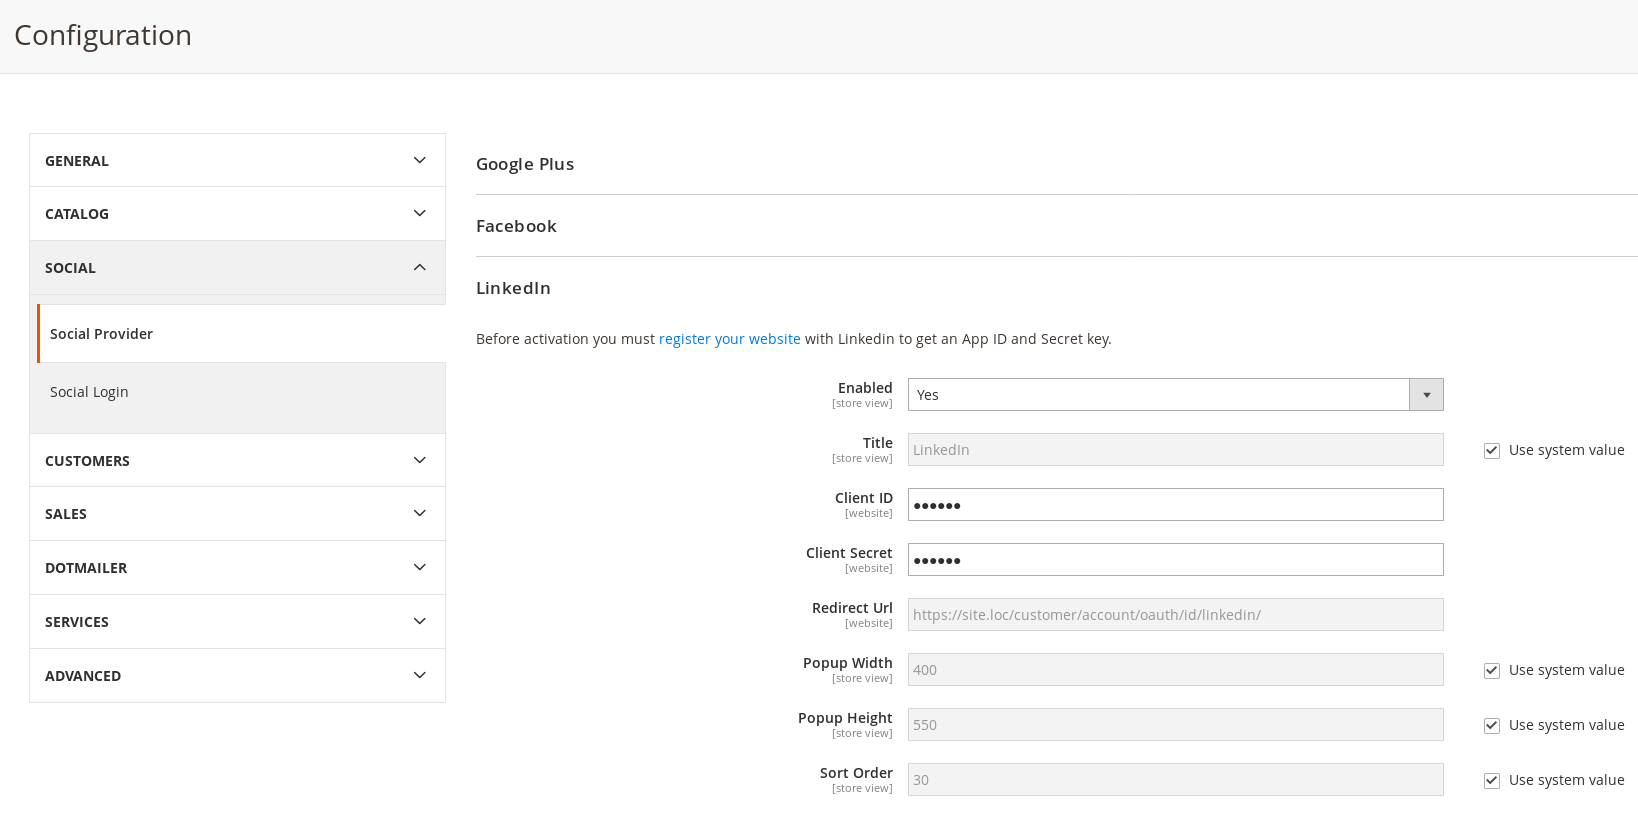 Configuration
GENERAL
CATALOG
SOCIAL
Social Provider
Social Login
CUSTOMERS
SALES
DOTMAILER
SERVICES
ADVANCED
Google Plus
Facebook
LinkedIn
Before activation you must register your website with Linkedin to get an App ID and Secret key.
Enabled
[store view]
Yes
Title
[store view]
LinkedIn
Use system value
Client ID
[website]
••••••
Client Secret
[website]
••••••
Redirect Url
[website]
https://site.loc/customer/account/oauth/id/linkedin/
Popup Width
[store view]
400
Use system value
Popup Height
[store view]
550
Use system value
Sort Order
[store view]
30
Use system value